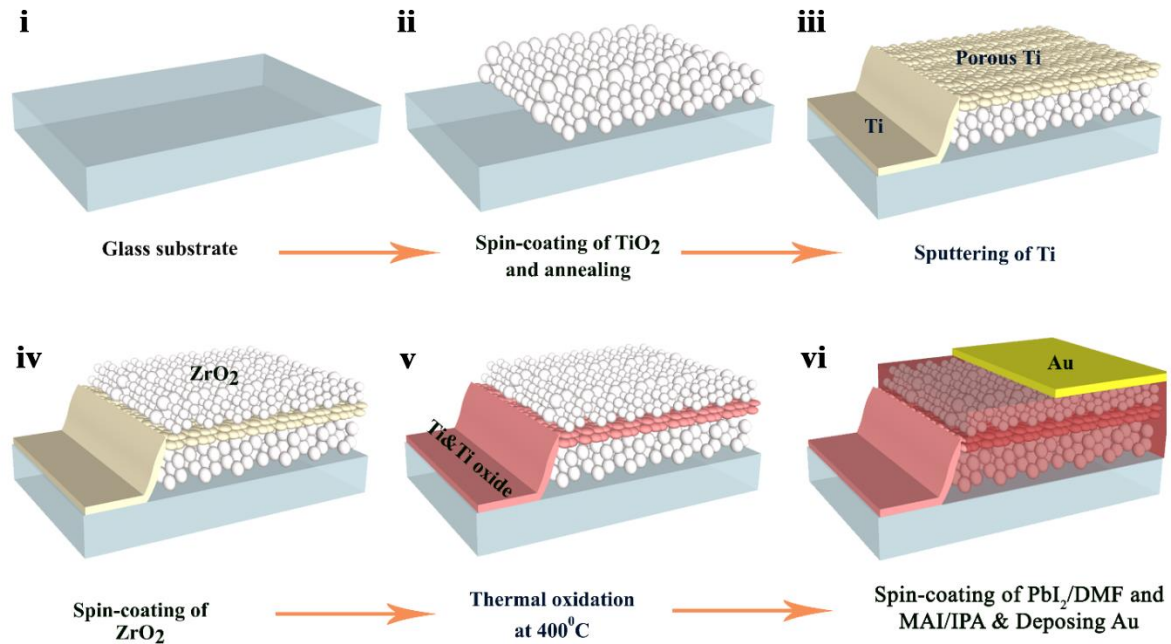 i
ii
iii
Porous Ti
Ti
Glass substrate
Spin-coating of TiO₂
and annealing
Sputtering of Ti
iv
v
vi
ZrO₂
Ti&Ti oxide
Au
Spin-coating of
ZrO₂
Thermal oxidation
at 400⁰C
Spin-coating of PbI₂/DMF and
MAI/IPA & Deposing Au